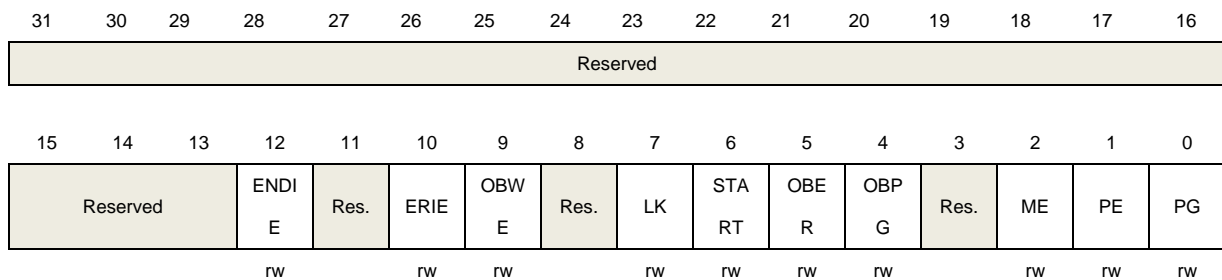 31 30 29 28 27 26 25 24 23 22 21 20 19 18 17 16
Reserved
15 14 13 12 11 10 9 8 7 6 5 4 3 2 1 0
Reserved ENDI E Res. ERIE OBW E Res. LK STA RT OBE R OBP G Res. ME PE PG
rw rw rw rw rw rw rw rw rw rw